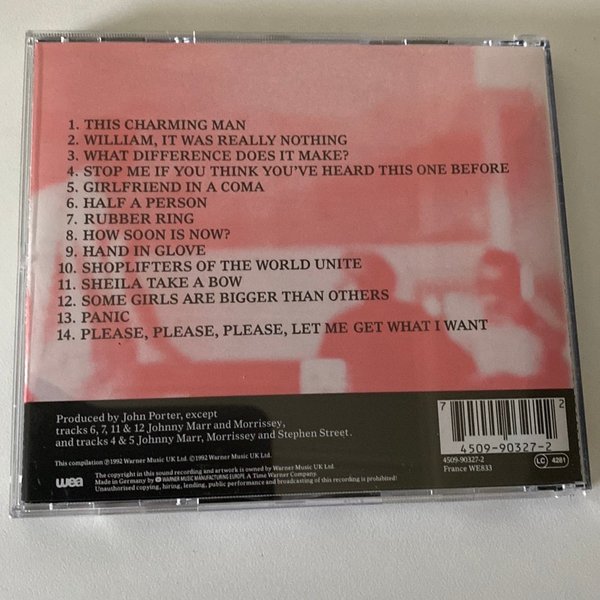 1. THIS CHARMING MAN
2. WILLIAM, IT WAS REALLY NOTHING
3. WHAT DIFFERENCE DOES IT MAKE?
4. STOP ME IF YOU THINK YOU'VE HEARD THIS ONE BEFORE
5. GIRLFRIEND IN A COMA
6. HALF A PERSON
7. RUBBER RING
8. HOW SOON IS NOW?
9. HAND IN GLOVE
10. SHOPLIFTERS OF THE WORLD UNITE
11. SHEILA TAKE A BOW
12. SOME GIRLS ARE BIGGER THAN OTHERS
13. PANIC
14. PLEASE, PLEASE, PLEASE, LET ME GET WHAT I WANT
Produced by John Porter, except
tracks 6, 7, 11 & 12 Johnny Marr and Morrissey,
and tracks 4 & 5 Johnny Marr, Morrissey and Stephen Street.
This compilation ℗1992 Warner Music UK Ltd. ©1992 Warner Music UK Ltd.
wea
The copyright in this sound recording and artwork is owned by Warner Music UK Ltd.
Made in Germany by WARNER MUSIC MANUFACTURING EUROPE. A Time Warner Company.
Unauthorised copying, hiring, lending, public performance and broadcasting of this recording is prohibited!
7 2
4509-90327-2
4509-90327-2
France WE833
LC 4281